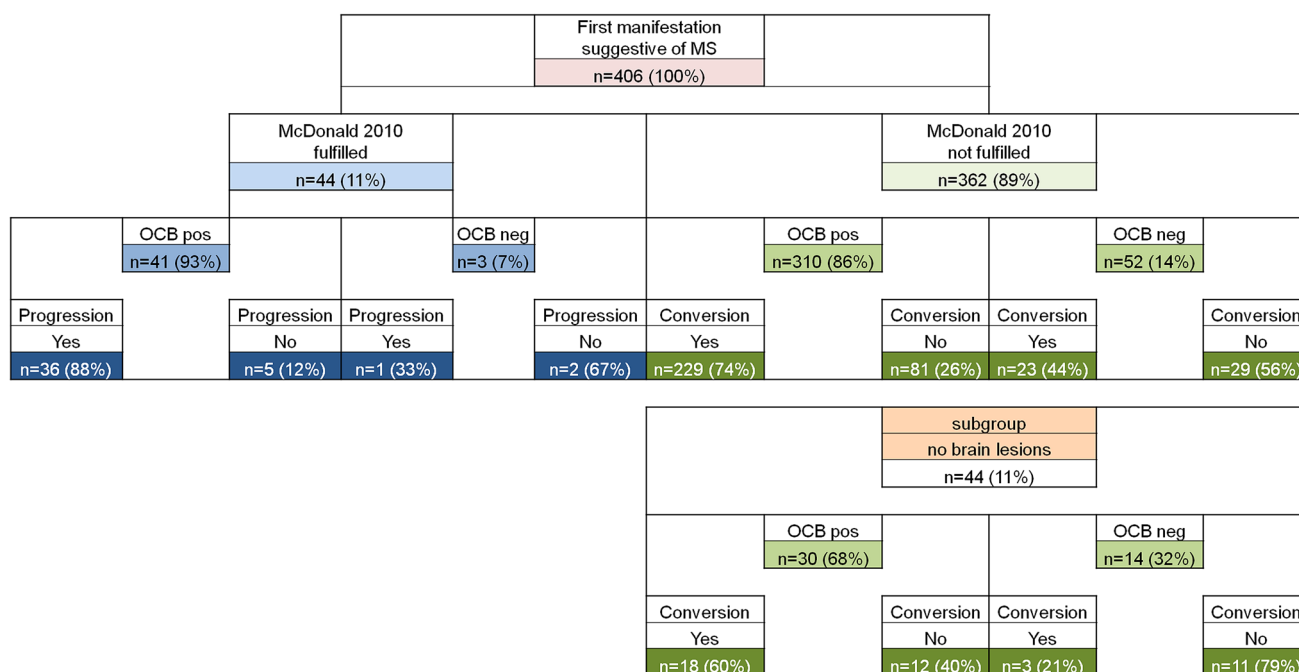 First manifestation
suggestive of MS
n=406 (100%)
McDonald 2010
fulfilled
n=44 (11%)
McDonald 2010
not fulfilled
n=362 (89%)
OCB pos
n=41 (93%)
OCB neg
n=3 (7%)
OCB pos
n=310 (86%)
OCB neg
n=52 (14%)
Progression
Yes
n=36 (88%)
Progression
No
n=5 (12%)
Progression
Yes
n=1 (33%)
Progression
No
n=2 (67%)
Conversion
Yes
n=229 (74%)
Conversion
No
n=81 (26%)
Conversion
Yes
n=23 (44%)
Conversion
No
n=29 (56%)
subgroup
no brain lesions
n=44 (11%)
OCB pos
n=30 (68%)
OCB neg
n=14 (32%)
Conversion
Yes
n=18 (60%)
Conversion
No
n=12 (40%)
Conversion
Yes
n=3 (21%)
Conversion
No
n=11 (79%)